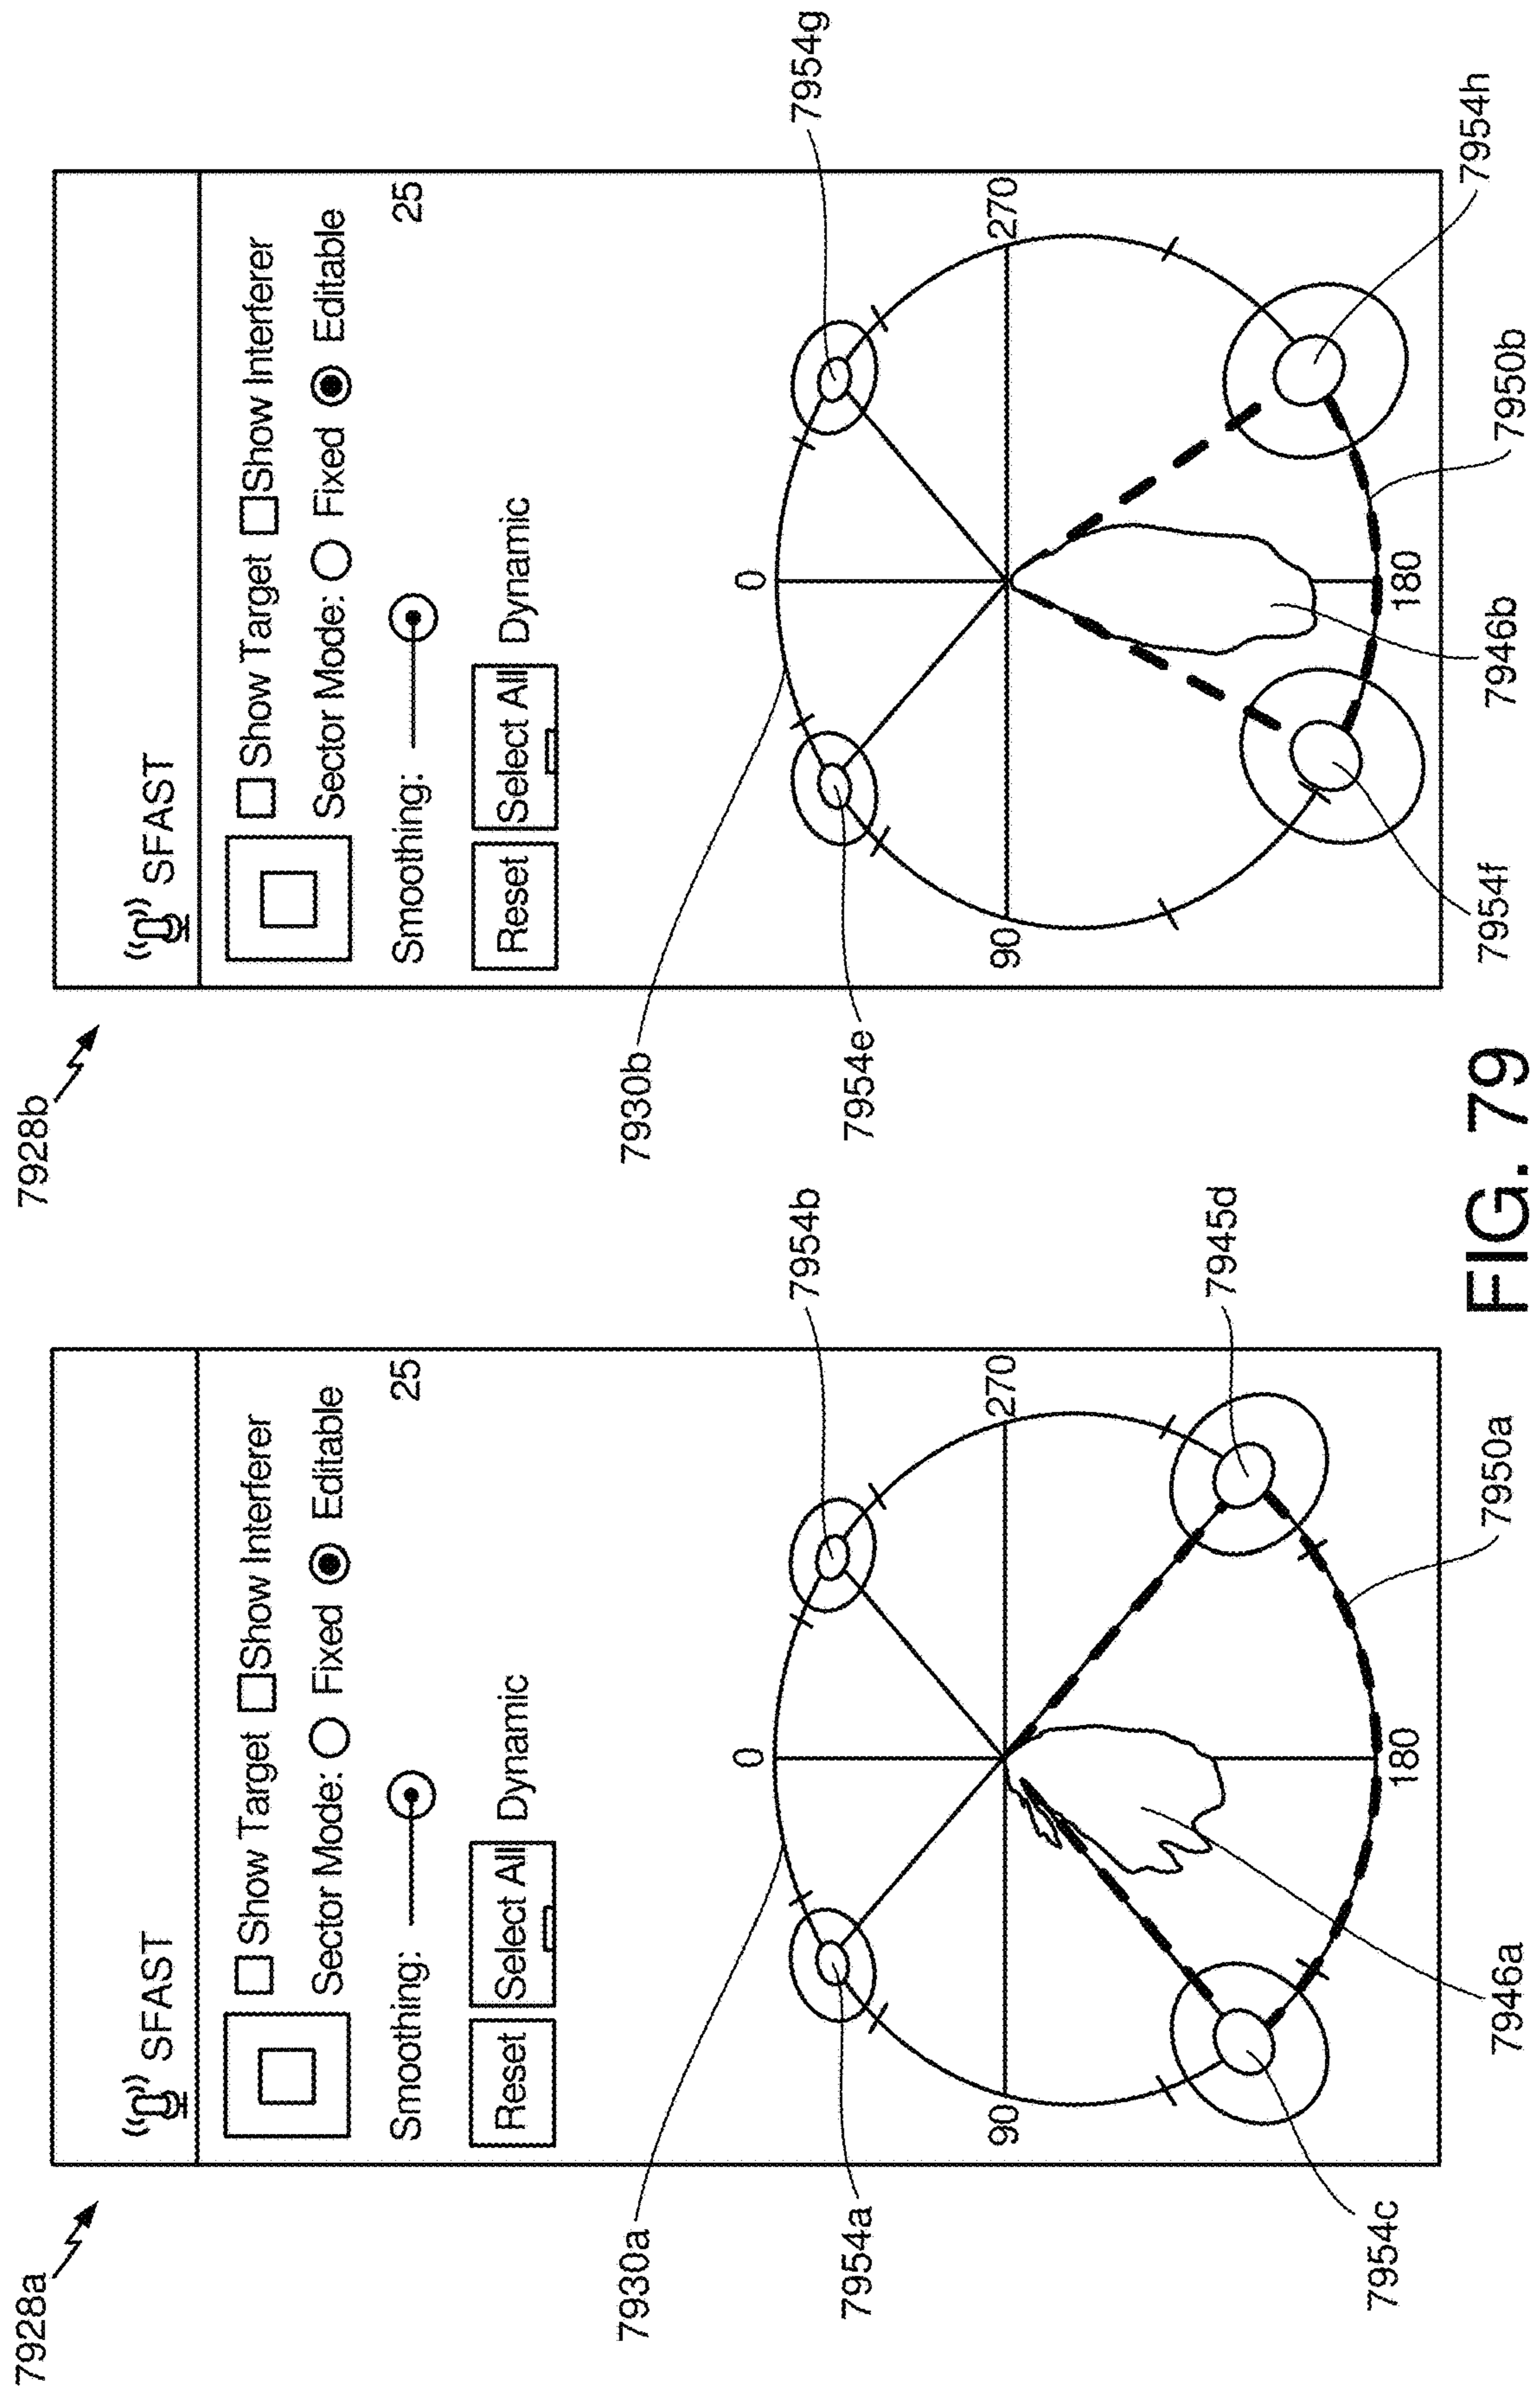 7928a
SFAST
Show Target Show Interferer
Sector Mode: Fixed Editable
Smoothing: 25
Reset Select All Dynamic
7930a
0
7954a
7954b
90
270
7954c
7945d
180
7946a
7950a
7928b
SFAST
Show Target Show Interferer
Sector Mode: Fixed Editable
Smoothing: 25
Reset Select All Dynamic
7930b
0
7954e
7954g
90
270
7954f
7954h
180
7946b
7950b
FIG. 79